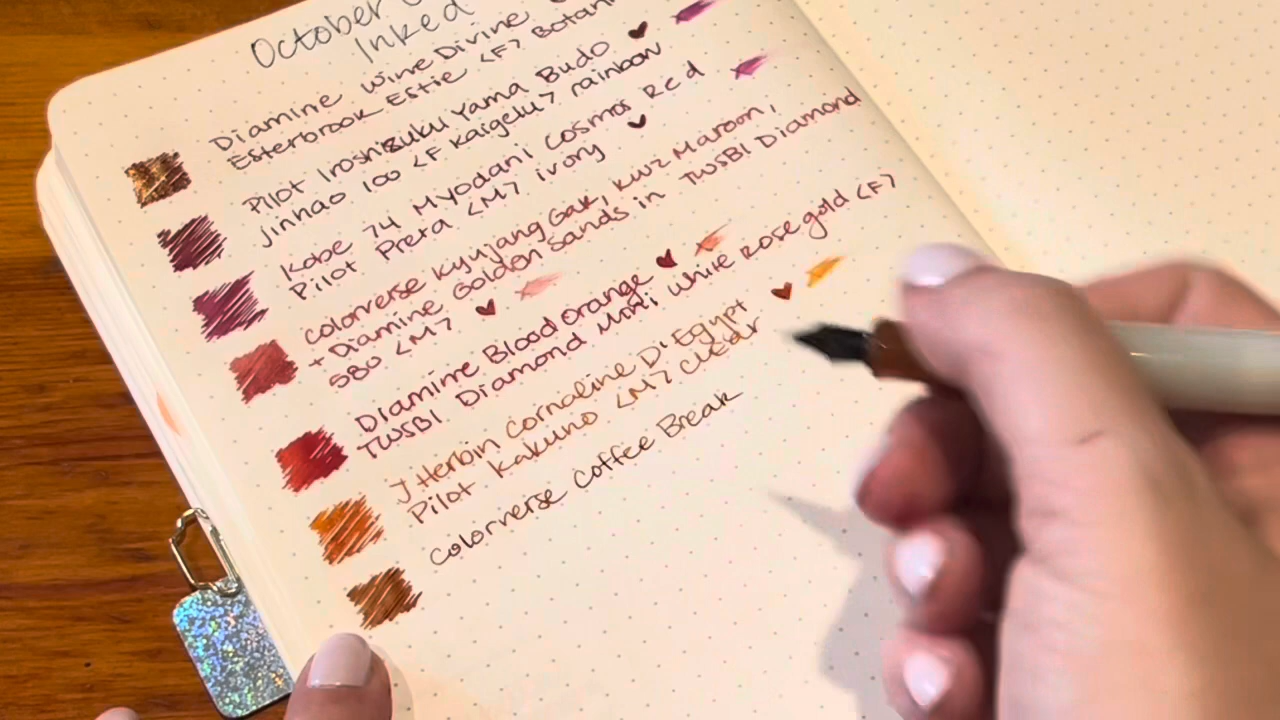 October
Inked
Diamine Wine Divine
Esterbrook Estie <F> Botan
Pilot Iroshizuku Yama Budo
Jinhao 100 <F Kaigelu> rainbow
Kobe 74 Myodani Cosmos Red
Pilot Prera <M> ivory
Colorverse Kyujang Gak, KWZ Maroon,
+ Diamine Golden Sands in TWSBI Diamond
580 <M>
Diamine Blood Orange
TWSBI Diamond Mini White Rose gold <F>
J Herbin Cornaline D'Egypt
Pilot Kakuno <M> clear
Colorverse Coffee Break